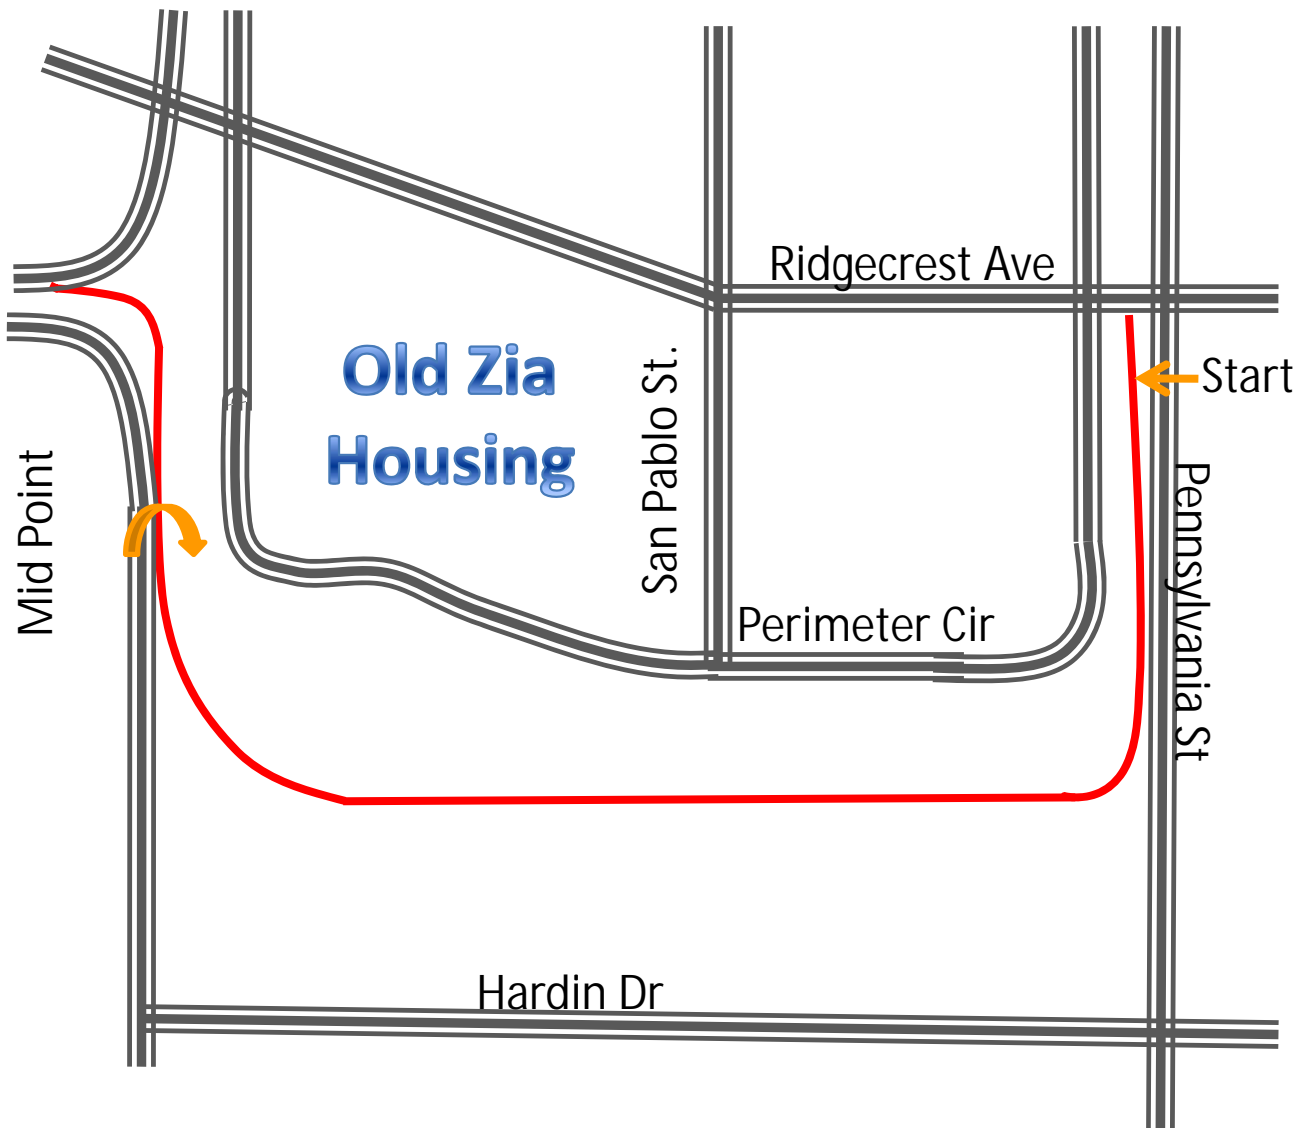 Ridgecrest Ave
Old Zia
Housing
San Pablo St.
Start
Mid Point
Pennsylvania St
Perimeter Cir
Hardin Dr